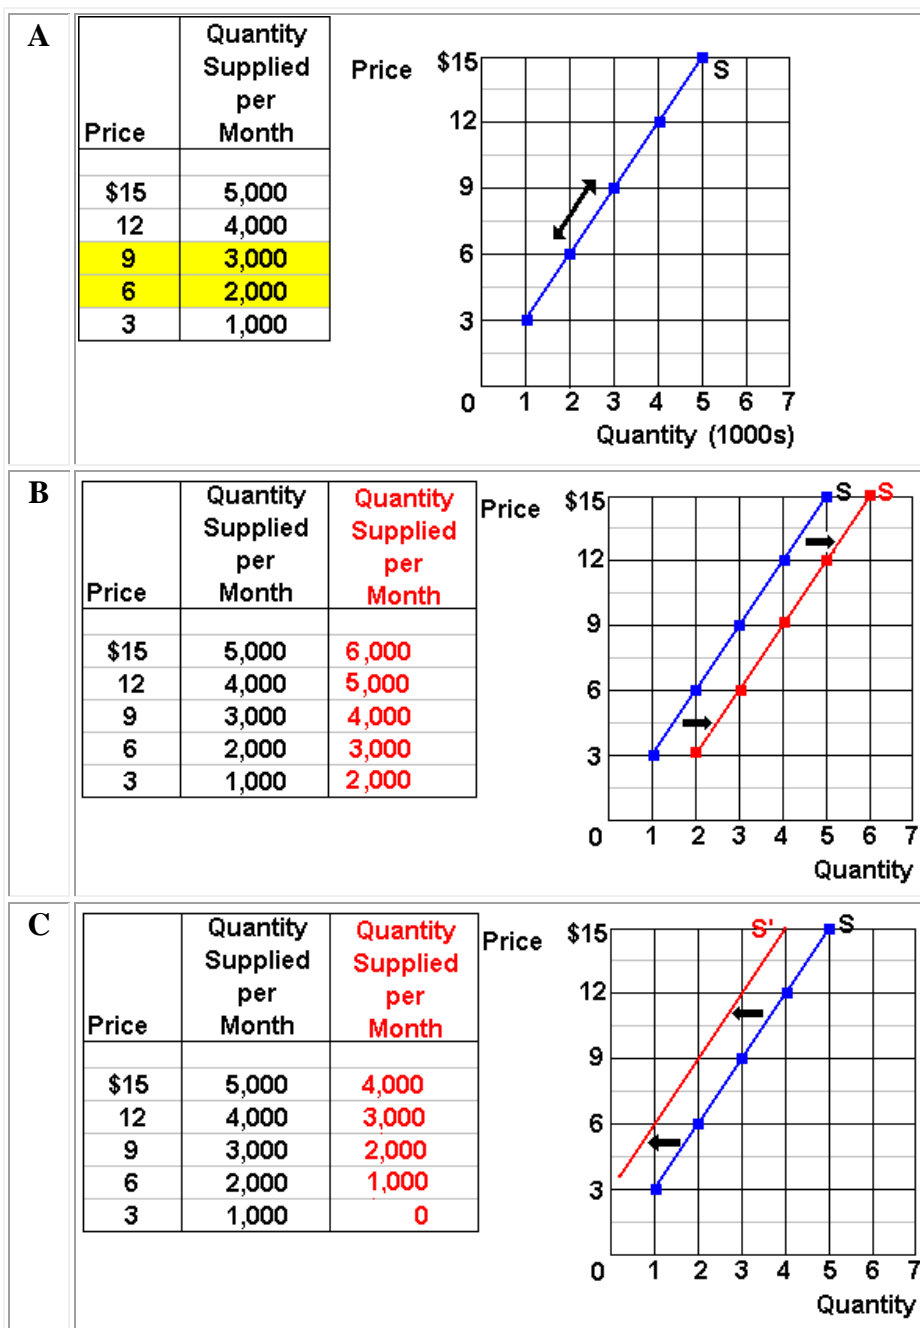 A
Price
Quantity
Supplied
per
Month
$15 5,000
12 4,000
9 3,000
6 2,000
3 1,000
Price
$15
12
9
6
3
0 1 2 3 4 5 6 7
S
Quantity (1000s)
B
Price
Quantity
Supplied
per
Month
Quantity
Supplied
per
Month
$15 5,000 6,000
12 4,000 5,000
9 3,000 4,000
6 2,000 3,000
3 1,000 2,000
Price
$15
12
9
6
3
0 1 2 3 4 5 6 7
S S
Quantity
C
Price
Quantity
Supplied
per
Month
Quantity
Supplied
per
Month
$15 5,000 4,000
12 4,000 3,000
9 3,000 2,000
6 2,000 1,000
3 1,000 0
Price
$15
12
9
6
3
0 1 2 3 4 5 6 7
S' S
Quantity